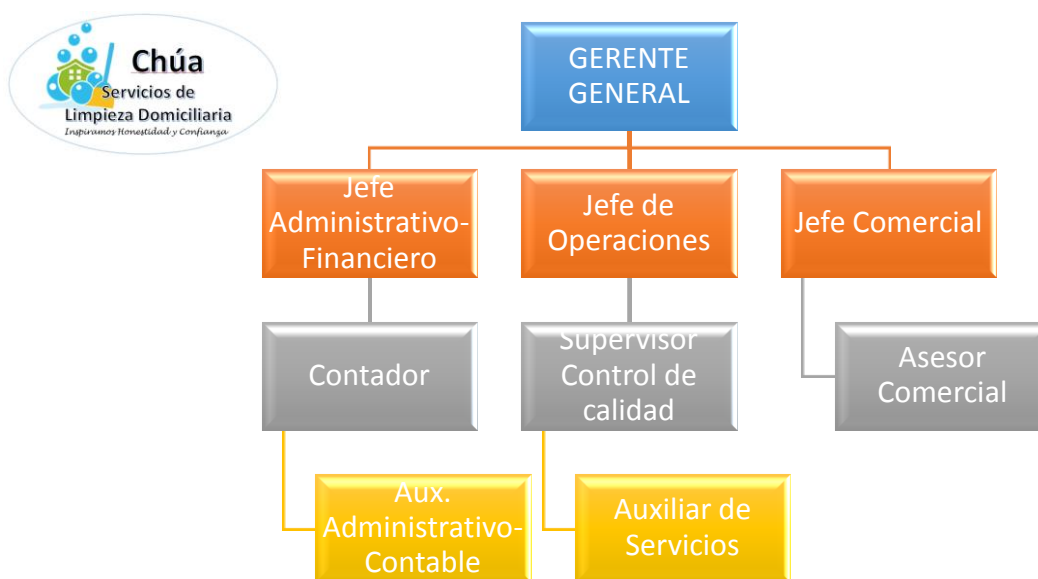 Chúa
Servicios de
Limpieza Domiciliaria
Inspiramos Honestidad y Confianza
GERENTE
GENERAL
Jefe
Administrativo-
Financiero
Jefe de
Operaciones
Jefe Comercial
Contador
Supervisor
Control de
calidad
Asesor
Comercial
Aux.
Administrativo-
Contable
Auxiliar de
Servicios